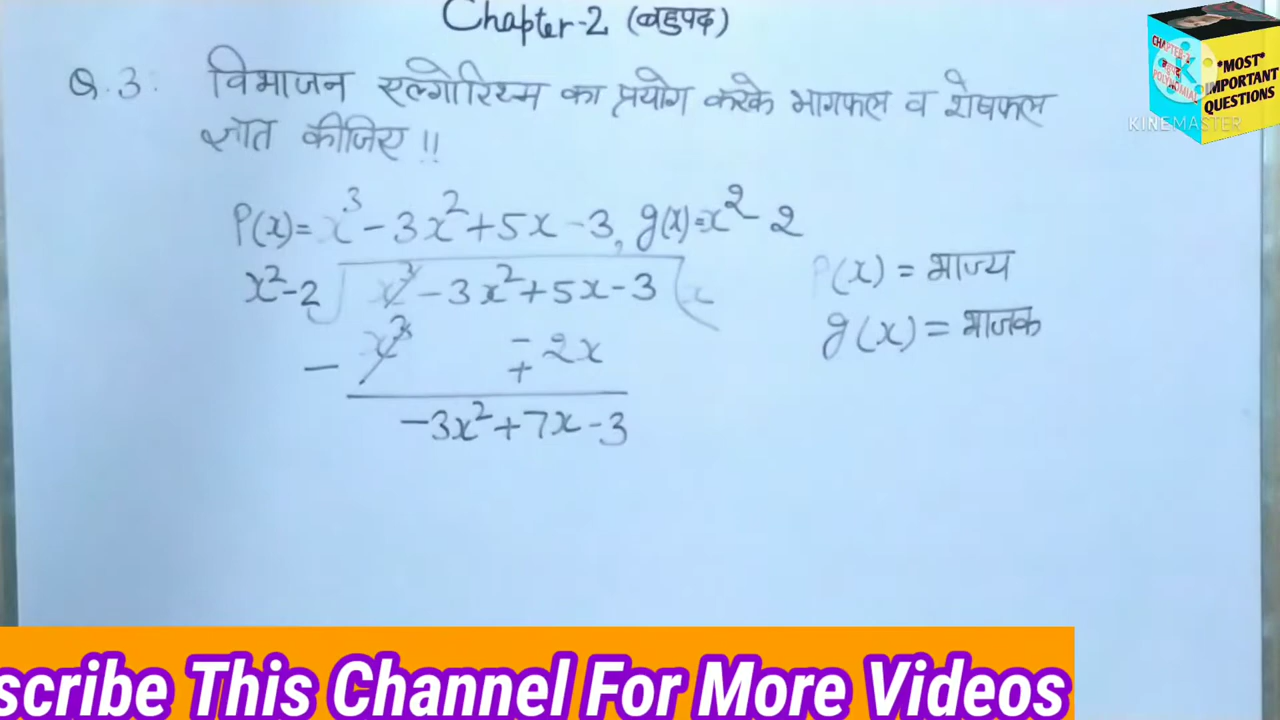 Chapter-2 (बहुपद)
Q.3. विभाजन एल्गोरिथ्म का प्रयोग करके भागफल व शेषफल
ज्ञात कीजिए !!
P(x)= x³-3x²+5x-3, g(x)=x²-2
x²-2) x³-3x²+5x-3 (x
- x³ -2x
+
-3x²+7x-3
P(x) = भाज्य
g(x) = भाजक
*MOST*
IMPORTANT
QUESTIONS
KINEMASTER
scribe This Channel For More Videos